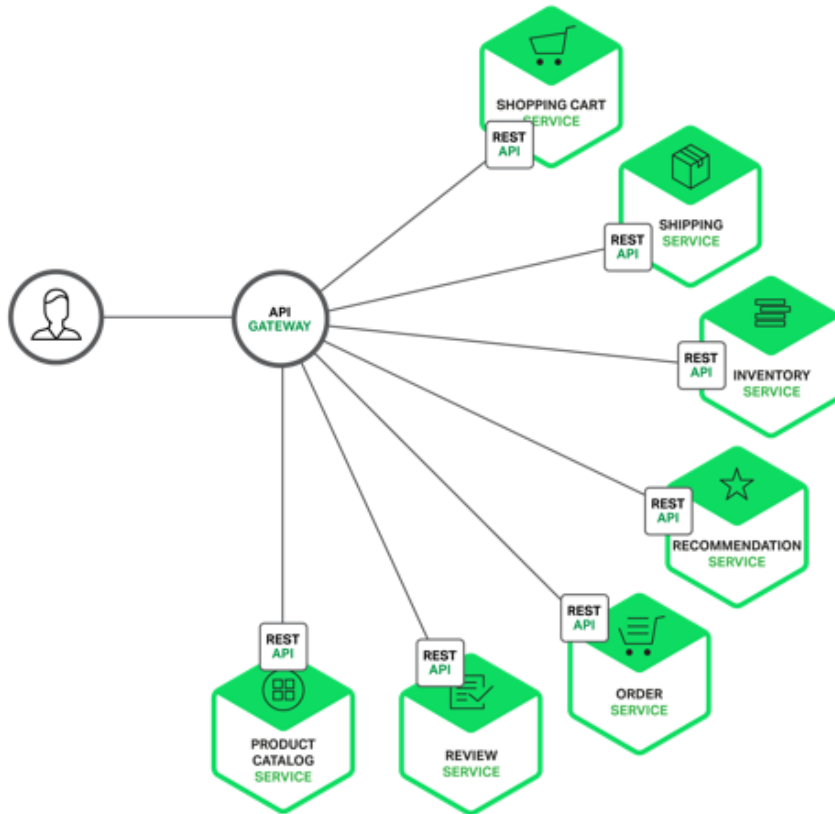 SHOPPING CART
SERVICE
REST
API
SHIPPING
SERVICE
REST
API
API
GATEWAY
INVENTORY
SERVICE
REST
API
RECOMMENDATION
SERVICE
REST
API
ORDER
SERVICE
REST
API
REVIEW
SERVICE
REST
API
PRODUCT
CATALOG
SERVICE
REST
API